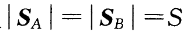 |S_A| = |S_B| = S